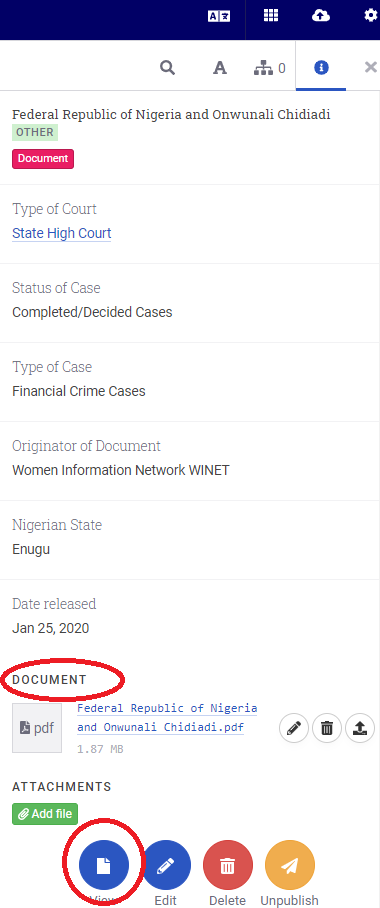 0
Federal Republic of Nigeria and Onwunali Chidiadi
OTHER
Document
Type of Court
State High Court
Status of Case
Completed/Decided Cases
Type of Case
Financial Crime Cases
Originator of Document
Women Information Network WINET
Nigerian State
Enugu
Date released
Jan 25, 2020
DOCUMENT
pdf
Federal Republic of Nigeria
and Onwunali Chidiadi.pdf
1.87 MB
ATTACHMENTS
Add file
View Edit Delete Unpublish